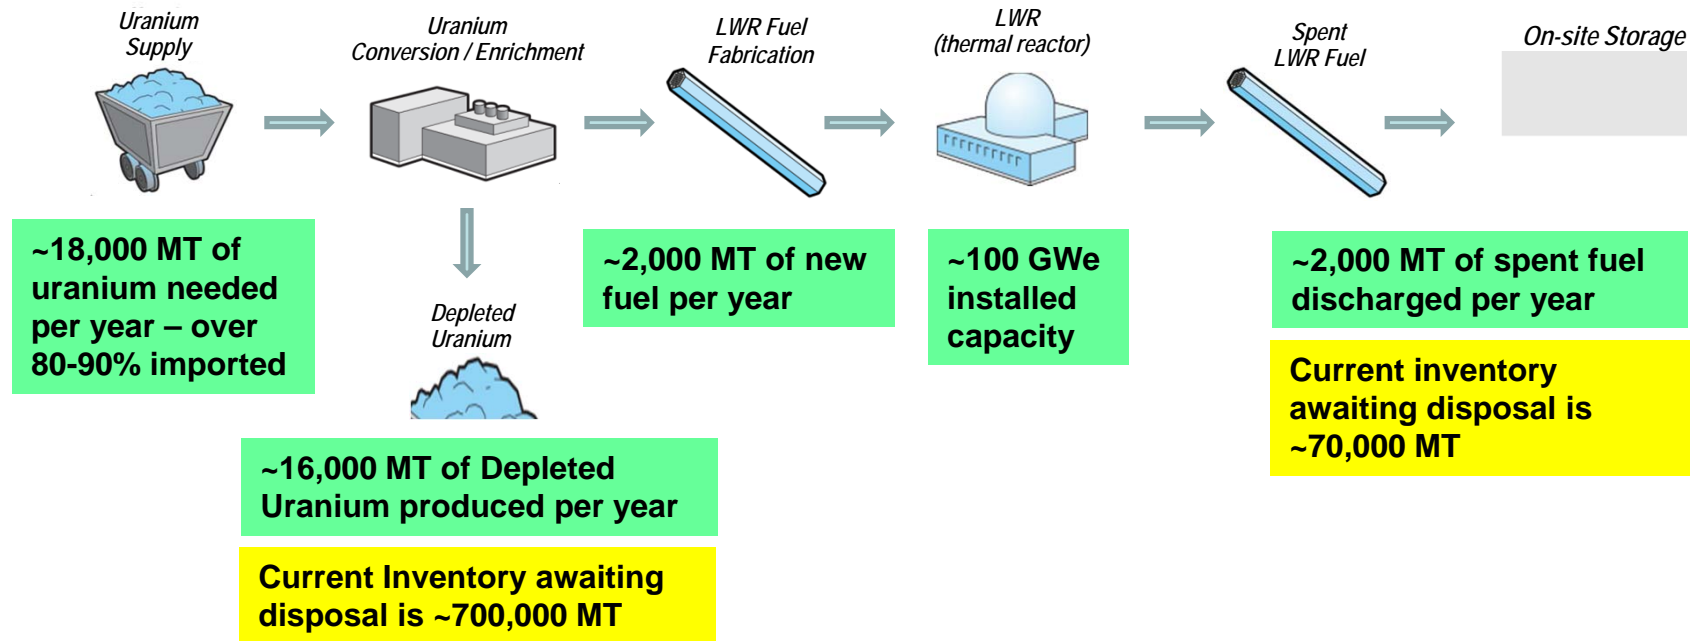 Uranium
Supply
Uranium
Conversion / Enrichment
LWR Fuel
Fabrication
LWR
(thermal reactor)
Spent
LWR Fuel
On-site Storage
~18,000 MT of
uranium needed
per year – over
80-90% imported
Depleted
Uranium
~16,000 MT of Depleted
Uranium produced per year
Current Inventory awaiting
disposal is ~700,000 MT
~2,000 MT of new
fuel per year
~100 GWe
installed
capacity
~2,000 MT of spent fuel
discharged per year
Current inventory
awaiting disposal is
~70,000 MT